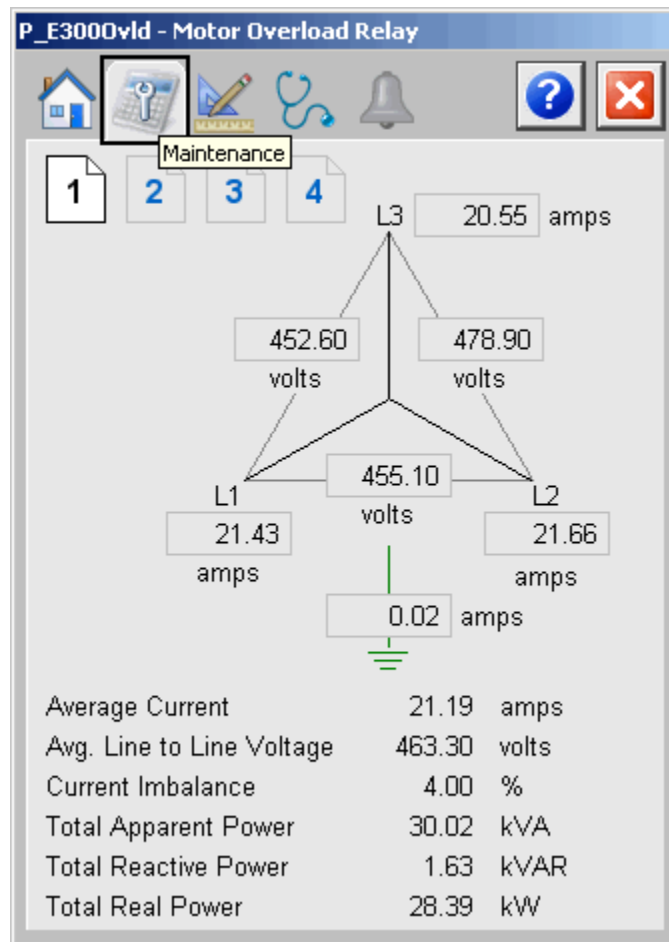 P_E300Ovld - Motor Overload Relay
?
Maintenance
1 2 3 4
L3 20.55 amps
452.60 478.90
volts volts
455.10
L1 L2
volts
21.43 21.66
amps amps
0.02 amps
Average Current 21.19 amps
Avg. Line to Line Voltage 463.30 volts
Current Imbalance 4.00 %
Total Apparent Power 30.02 kVA
Total Reactive Power 1.63 kVAR
Total Real Power 28.39 kW